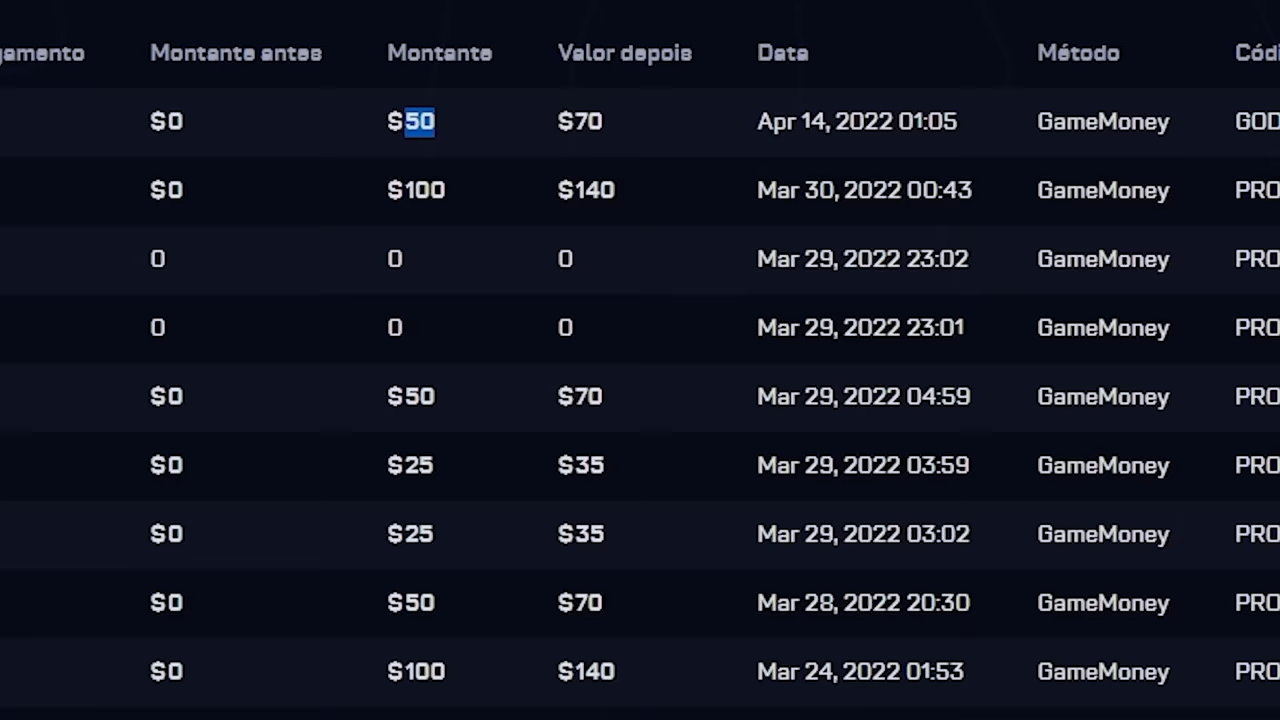 gamento Montante antes Montante Valor depois Data Método Códi
$0 $50 $70 Apr 14, 2022 01:05 GameMoney GOD
$0 $100 $140 Mar 30, 2022 00:43 GameMoney PRO
0 0 0 Mar 29, 2022 23:02 GameMoney PRO
0 0 0 Mar 29, 2022 23:01 GameMoney PRO
$0 $50 $70 Mar 29, 2022 04:59 GameMoney PRO
$0 $25 $35 Mar 29, 2022 03:59 GameMoney PRO
$0 $25 $35 Mar 29, 2022 03:02 GameMoney PRO
$0 $50 $70 Mar 28, 2022 20:30 GameMoney PRO
$0 $100 $140 Mar 24, 2022 01:53 GameMoney PRO